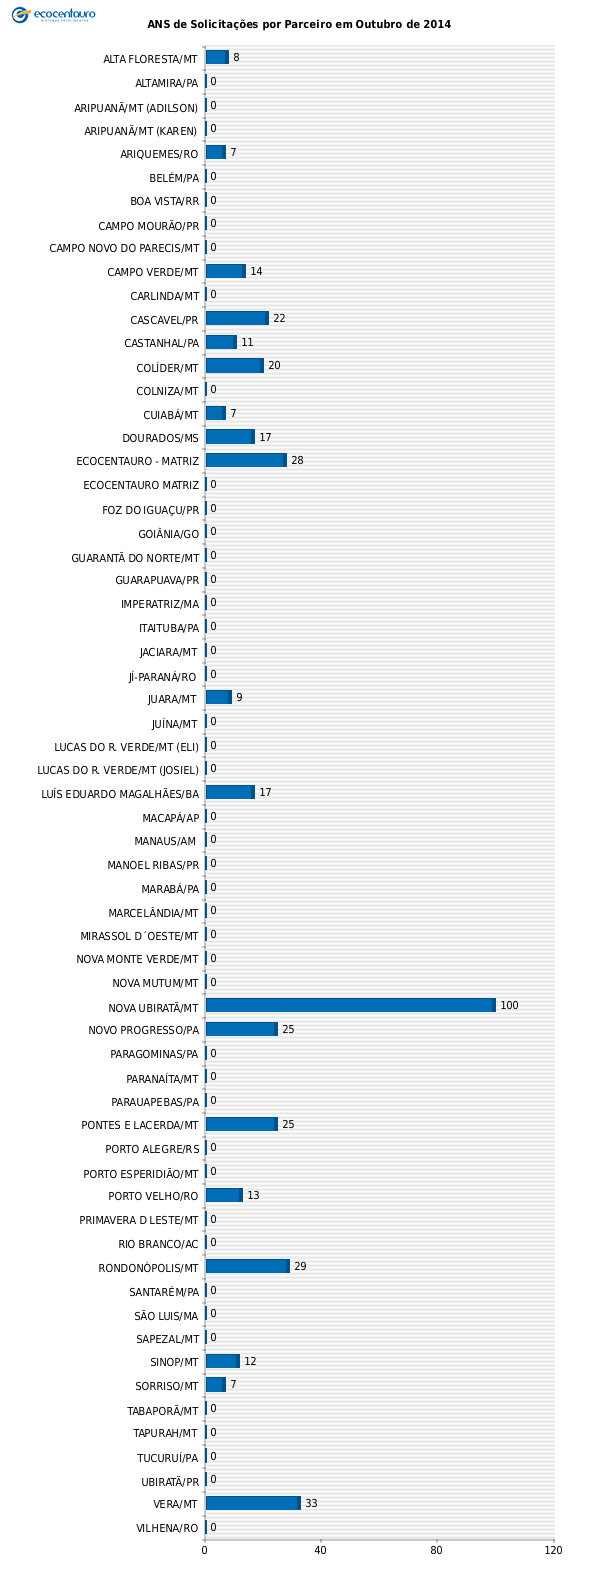 ecocentauro
ANS de Solicitações por Parceiro em Outubro de 2014
ALTA FLORESTA/MT 8
ALTAMIRA/PA 0
ARIPUANÃ/MT (ADILSON) 0
ARIPUANÃ/MT (KAREN) 0
ARIQUEMES/RO 7
BELÉM/PA 0
BOA VISTA/RR 0
CAMPO MOURÃO/PR 0
CAMPO NOVO DO PARECIS/MT 0
CAMPO VERDE/MT 14
CARLINDA/MT 0
CASCAVEL/PR 22
CASTANHAL/PA 11
COLÍDER/MT 20
COLNIZA/MT 0
CUIABÁ/MT 7
DOURADOS/MS 17
ECOCENTAURO - MATRIZ 28
ECOCENTAURO MATRIZ 0
FOZ DO IGUAÇU/PR 0
GOIÂNIA/GO 0
GUARANTÃ DO NORTE/MT 0
GUARAPUAVA/PR 0
IMPERATRIZ/MA 0
ITAITUBA/PA 0
JACIARA/MT 0
JÍ-PARANÁ/RO 0
JUARA/MT 9
JUÍNA/MT 0
LUCAS DO R. VERDE/MT (ELI) 0
LUCAS DO R. VERDE/MT (JOSIEL) 0
LUÍS EDUARDO MAGALHÃES/BA 17
MACAPÁ/AP 0
MANAUS/AM 0
MANOEL RIBAS/PR 0
MARABÁ/PA 0
MARCELÂNDIA/MT 0
MIRASSOL D´OESTE/MT 0
NOVA MONTE VERDE/MT 0
NOVA MUTUM/MT 0
NOVA UBIRATÃ/MT 100
NOVO PROGRESSO/PA 25
PARAGOMINAS/PA 0
PARANAÍTA/MT 0
PARAUAPEBAS/PA 0
PONTES E LACERDA/MT 25
PORTO ALEGRE/RS 0
PORTO ESPERIDIÃO/MT 0
PORTO VELHO/RO 13
PRIMAVERA D LESTE/MT 0
RIO BRANCO/AC 0
RONDONÓPOLIS/MT 29
SANTARÉM/PA 0
SÃO LUIS/MA 0
SAPEZAL/MT 0
SINOP/MT 12
SORRISO/MT 7
TABAPORÃ/MT 0
TAPURAH/MT 0
TUCURUÍ/PA 0
UBIRATÃ/PR 0
VERA/MT 33
VILHENA/RO 0
0 40 80 120